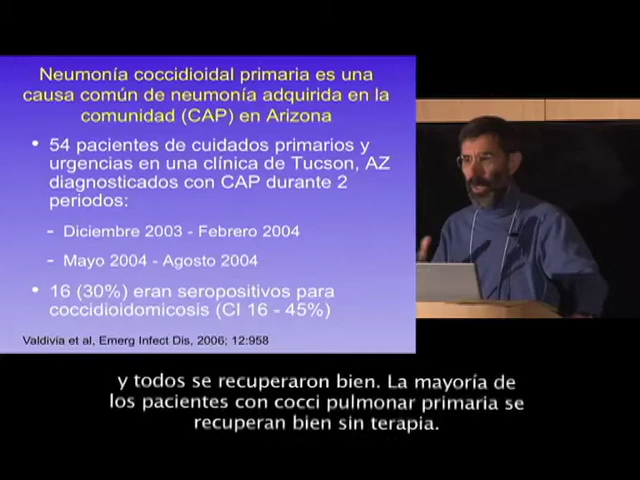 Neumonía coccidioidal primaria es una
causa común de neumonía adquirida en la
comunidad (CAP) en Arizona
• 54 pacientes de cuidados primarios y
urgencias en una clínica de Tucson, AZ
diagnosticados con CAP durante 2
periodos:
- Diciembre 2003 - Febrero 2004
- Mayo 2004 - Agosto 2004
• 16 (30%) eran seropositivos para
coccidioidomicosis (CI 16 - 45%)
Valdivia et al, Emerg Infect Dis, 2006; 12:958
y todos se recuperaron bien. La mayoría de
los pacientes con cocci pulmonar primaria se
recuperan bien sin terapia.